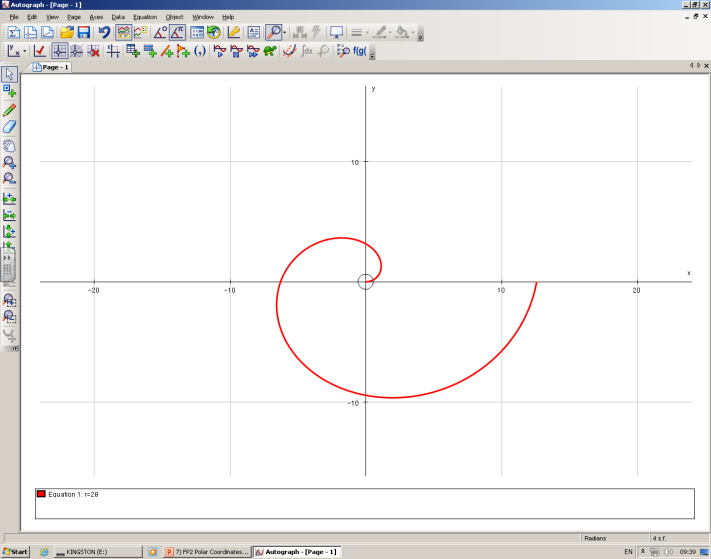 Autograph - [Page - 1]
File Edit View Page Axes Data Equation Object Window Help
Page - 1
y
x
10
-20
-10
10
20
-10
Equation 1: r=2θ
Radians
4 s.f.
Start
KINGSTON (E:)
7) FP2 Polar Coordinates...
Autograph - [Page - 1]
EN
09:39